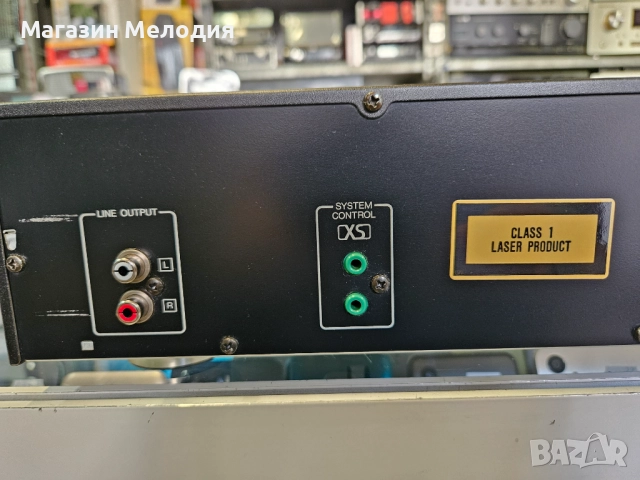 Магазин Мелодия
LINE OUTPUT
L
R
SYSTEM
CONTROL
XS
CLASS 1
LASER PRODUCT
BAZAR